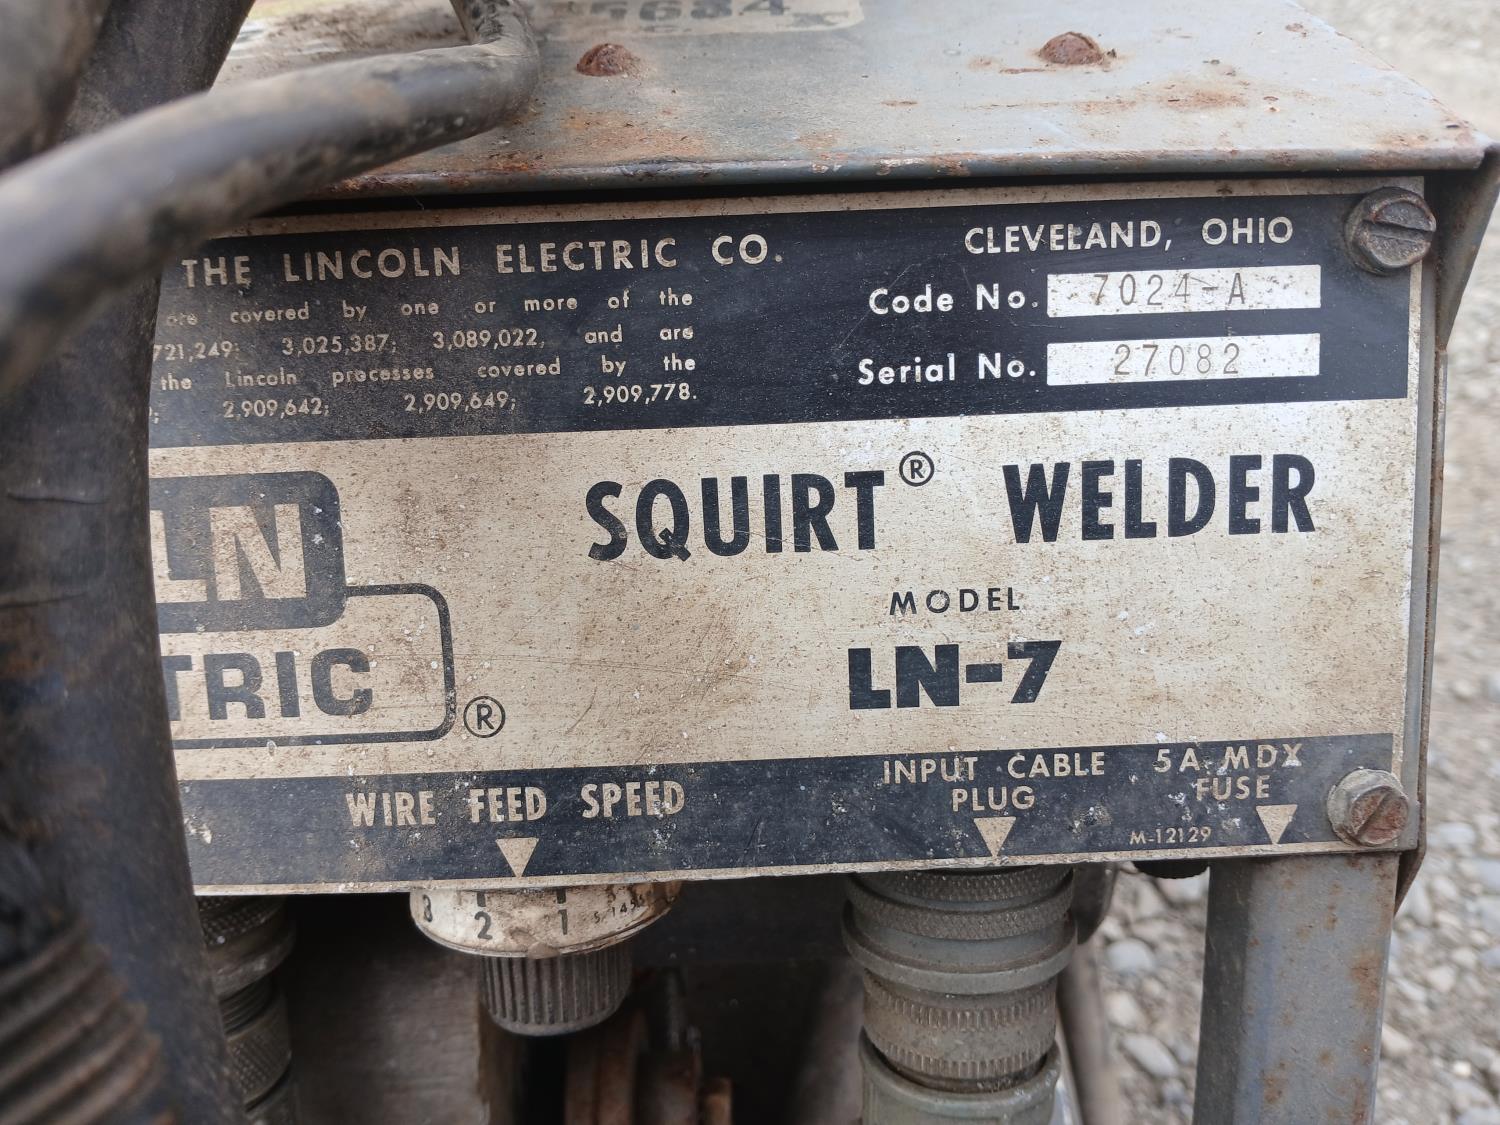 THE LINCOLN ELECTRIC CO.
are covered by one or more of the
721,249; 3,025,387; 3,089,022, and are
the Lincoln processes covered by the
2,909,642; 2,909,649; 2,909,778.
CLEVELAND, OHIO
Code No. 7024-A
Serial No. 27082
LN
TRIC ®
SQUIRT® WELDER
MODEL
LN-7
WIRE FEED SPEED
INPUT CABLE
PLUG
5A MDX
FUSE
M-12129
3 2 1